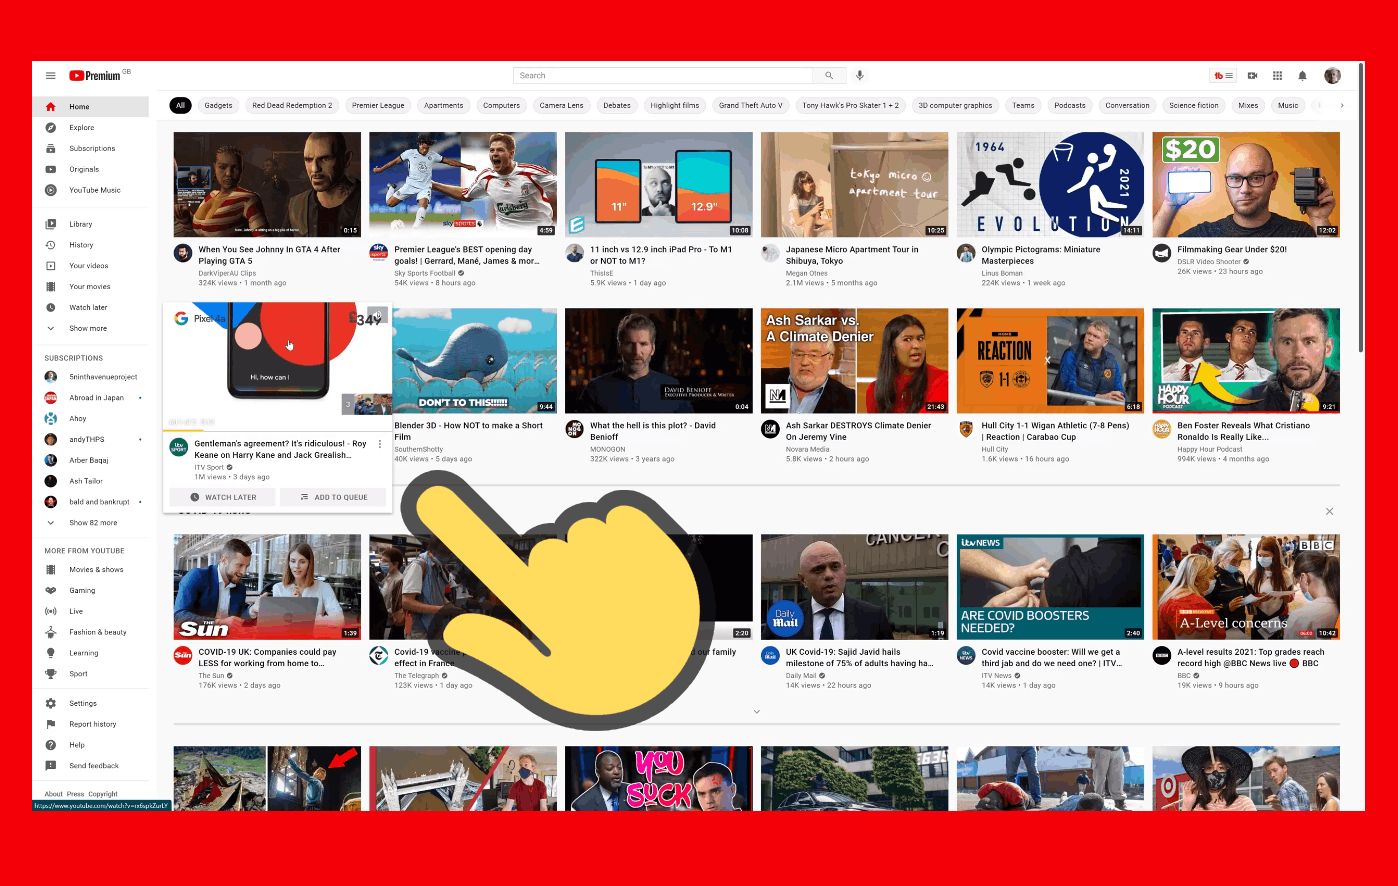 Premium GB
Search
Home
Explore
Subscriptions
Originals
YouTube Music
Library
History
Your videos
Your movies
Watch later
Show more
SUBSCRIPTIONS
5ninthavenueproject
Abroad in Japan
Ahoy
andyTHPS
Arber Baqaj
Ash Tailor
bald and bankrupt
Show 82 more
MORE FROM YOUTUBE
Movies & shows
Gaming
Live
Fashion & beauty
Learning
Sport
Settings
Report history
Help
Send feedback
About Press Copyright
https://www.youtube.com/watch?v=rx6spkZurLY
All Gadgets Red Dead Redemption 2 Premier League Apartments Computers Camera Lens Debates Highlight films Grand Theft Auto V Tony Hawk's Pro Skater 1 + 2 3D computer graphics Teams Podcasts Conversation Science fiction Mixes Music
0:15
When You See Johnny In GTA 4 After
Playing GTA 5
DarkViperAU Clips
324K views • 1 month ago
sky sports
4:59
Premier League's BEST opening day
goals! | Gerrard, Mané, James & mor...
Sky Sports Football
54K views • 8 hours ago
11" 12.9"
10:08
11 inch vs 12.9 inch iPad Pro - To M1
or NOT to M1?
ThisIsE
5.9K views • 1 day ago
tokyo micro
apartment tour
10:25
Japanese Micro Apartment Tour in
Shibuya, Tokyo
Megan Otnes
2.1M views • 5 months ago
1964
2021
EVOLUTION
14:11
Olympic Pictograms: Miniature
Masterpieces
Linus Boman
224K views • 1 week ago
$20
12:02
Filmmaking Gear Under $20!
DSLR Video Shooter
26K views • 23 hours ago
Pixel 4a
£349
Hi, how can i
3
Gentlemen's agreement? It's ridiculous! - Roy
Keane on Harry Kane and Jack Grealish...
ITV Sport
1M views • 3 days ago
WATCH LATER
ADD TO QUEUE
DON'T TO THIS!!!!!!
9:44
Blender 3D - How NOT to make a Short
Film
SouthernShotty
40K views • 5 days ago
DAVID BENIOFF
EXECUTIVE PRODUCER & WRITER
0:04
What the hell is this plot? - David
Benioff
MONOGON
322K views • 3 years ago
Ash Sarkar vs.
A Climate Denier
21:43
Ash Sarkar DESTROYS Climate Denier
On Jeremy Vine
Novara Media
5.8K views • 2 hours ago
REACTION
1-1
6:18
Hull City 1-1 Wigan Athletic (7-8 Pens)
| Reaction | Carabao Cup
Hull City
1.6K views • 16 hours ago
HAPPY
HOUR
PODCAST
9:21
Ben Foster Reveals What Cristiano
Ronaldo Is Really Like...
Happy Hour Podcast
994K views • 4 months ago
THE Sun
1:39
COVID-19 UK: Companies could pay
LESS for working from home to...
The Sun
176K views • 2 days ago
Covid-19 vaccine p
effect in France
The Telegraph
123K views • 1 day ago
2:20
our family
CANCER
Daily Mail
1:19
UK Covid-19: Sajid Javid hails
milestone of 75% of adults having ha...
Daily Mail
14K views • 22 hours ago
itv NEWS
ARE COVID BOOSTERS
NEEDED?
2:40
Covid vaccine booster: Will we get a
third jab and do we need one? | ITV...
ITV News
14K views • 1 day ago
BBC
A-Level concerns
10:42
A-level results 2021: Top grades reach
record high @BBC News live 🔴 BBC
BBC
19K views • 9 hours ago
YOU
SUCK